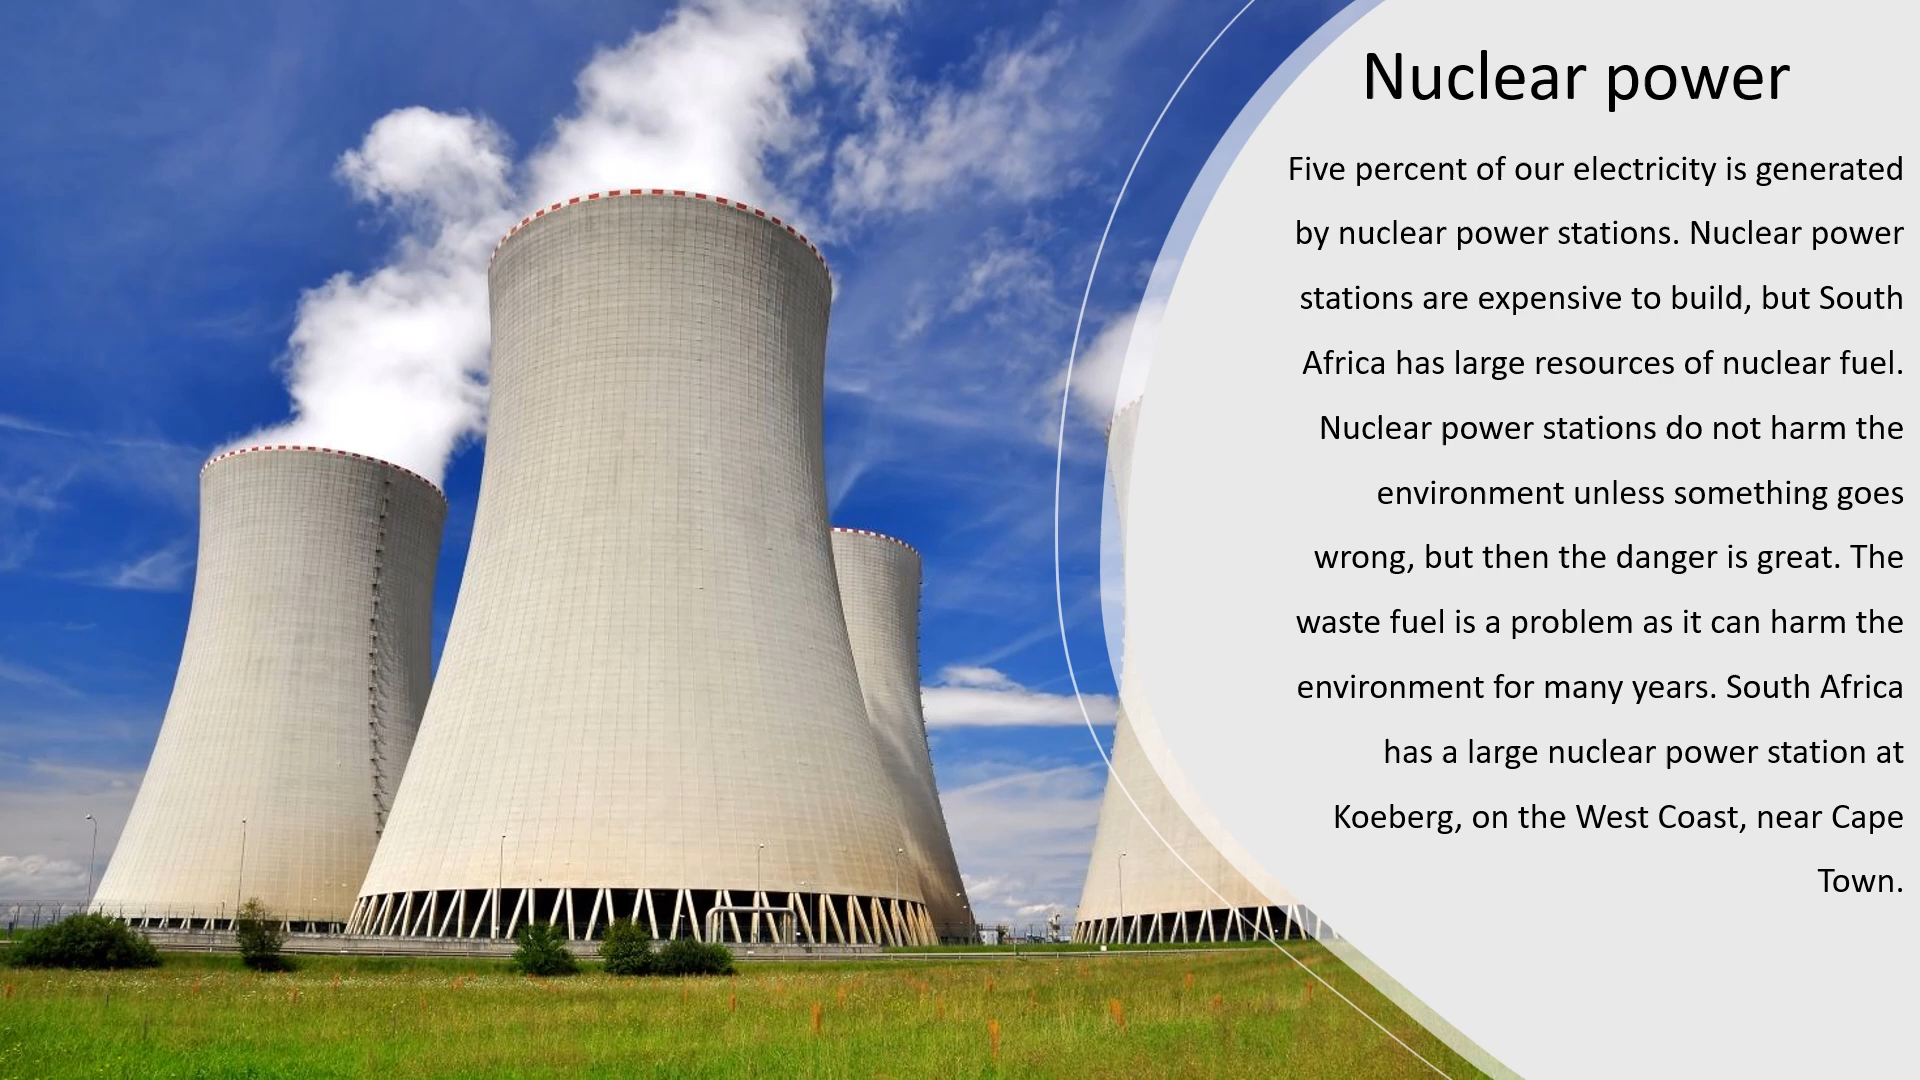 Nuclear power
Five percent of our electricity is generated
by nuclear power stations. Nuclear power
stations are expensive to build, but South
Africa has large resources of nuclear fuel.
Nuclear power stations do not harm the
environment unless something goes
wrong, but then the danger is great. The
waste fuel is a problem as it can harm the
environment for many years. South Africa
has a large nuclear power station at
Koeberg, on the West Coast, near Cape
Town.